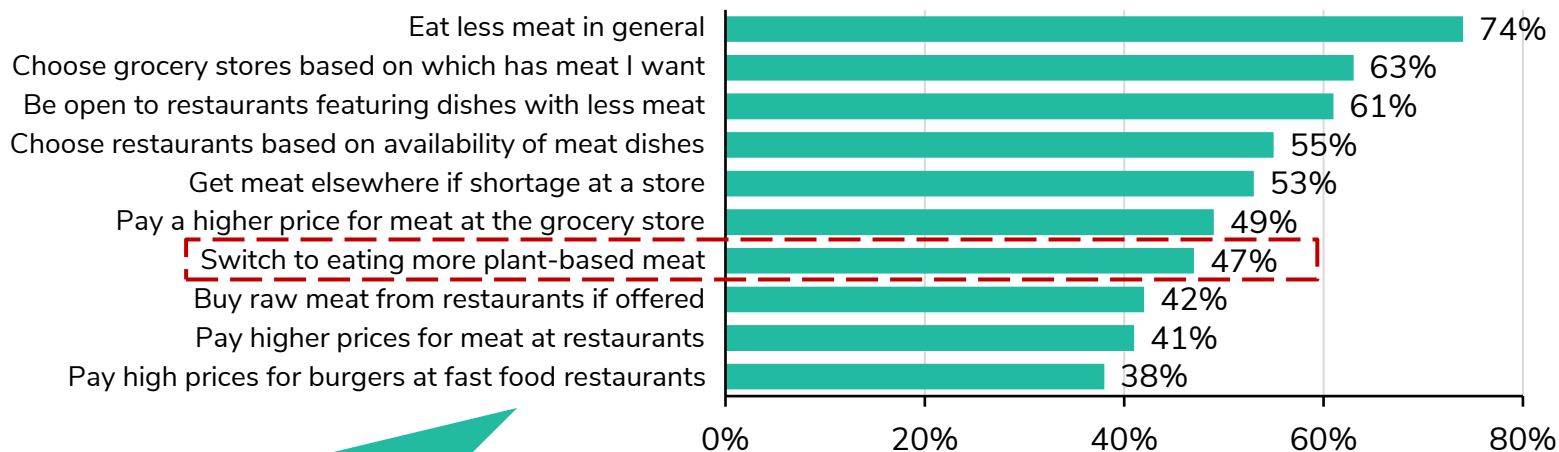 Eat less meat in general 74%
Choose grocery stores based on which has meat I want 63%
Be open to restaurants featuring dishes with less meat 61%
Choose restaurants based on availability of meat dishes 55%
Get meat elsewhere if shortage at a store 53%
Pay a higher price for meat at the grocery store 49%
Switch to eating more plant-based meat 47%
Buy raw meat from restaurants if offered 42%
Pay higher prices for meat at restaurants 41%
Pay high prices for burgers at fast food restaurants 38%
0% 20% 40% 60% 80%